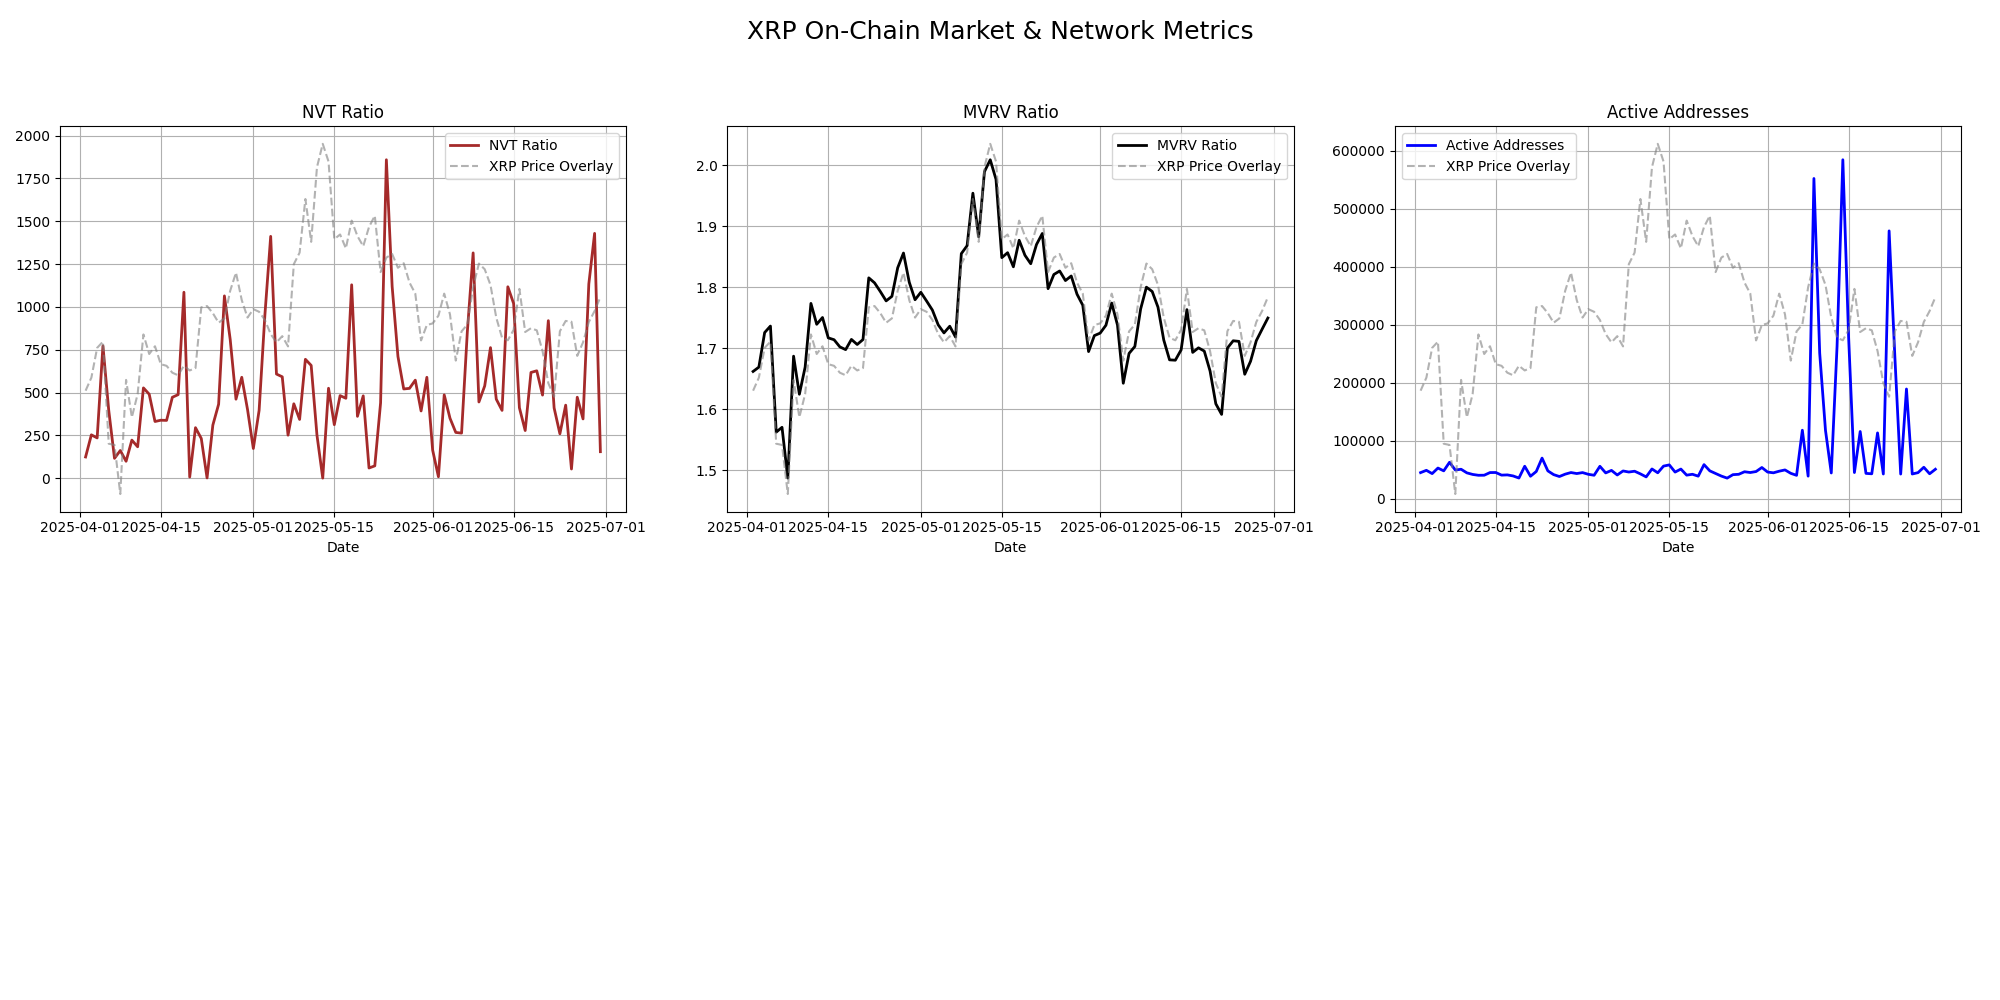 XRP On-Chain Market & Network Metrics
NVT Ratio
2000
1750
1500
1250
1000
750
500
250
0
NVT Ratio
XRP Price Overlay
2025-04-01 2025-04-15 2025-05-01 2025-05-15 2025-06-01 2025-06-15 2025-07-01
Date
MVRV Ratio
2.0
1.9
1.8
1.7
1.6
1.5
MVRV Ratio
XRP Price Overlay
2025-04-01 2025-04-15 2025-05-01 2025-05-15 2025-06-01 2025-06-15 2025-07-01
Date
Active Addresses
600000
500000
400000
300000
200000
100000
0
Active Addresses
XRP Price Overlay
2025-04-01 2025-04-15 2025-05-01 2025-05-15 2025-06-01 2025-06-15 2025-07-01
Date